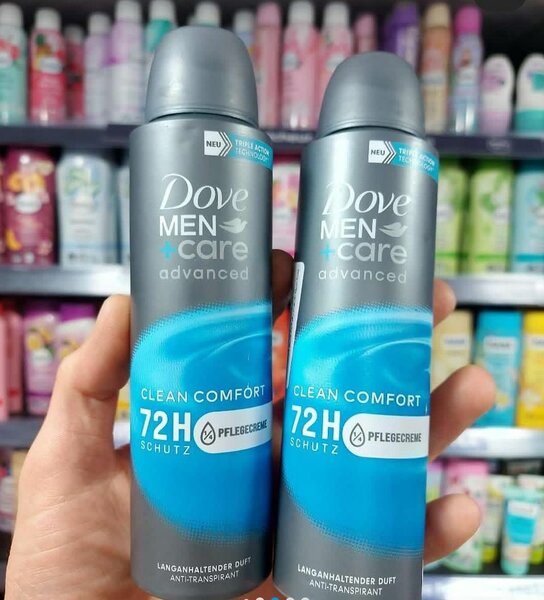 NEU
TRIPLE ACTION
TECHNOLOGY
Dove
MEN
+care
advanced
CLEAN COMFORT
72H
SCHUTZ
1/4
PFLEGECREME
LANGANHALTENDER DUFT
ANTI-TRANSPIRANT
NEU
TRIPLE ACTION
TECHNOLOGY
Dove
MEN
+care
advanced
CLEAN COMFORT
72H
SCHUTZ
1/4
PFLEGECREME
LANGANHALTENDER DUFT
ANTI-TRANSPIRANT